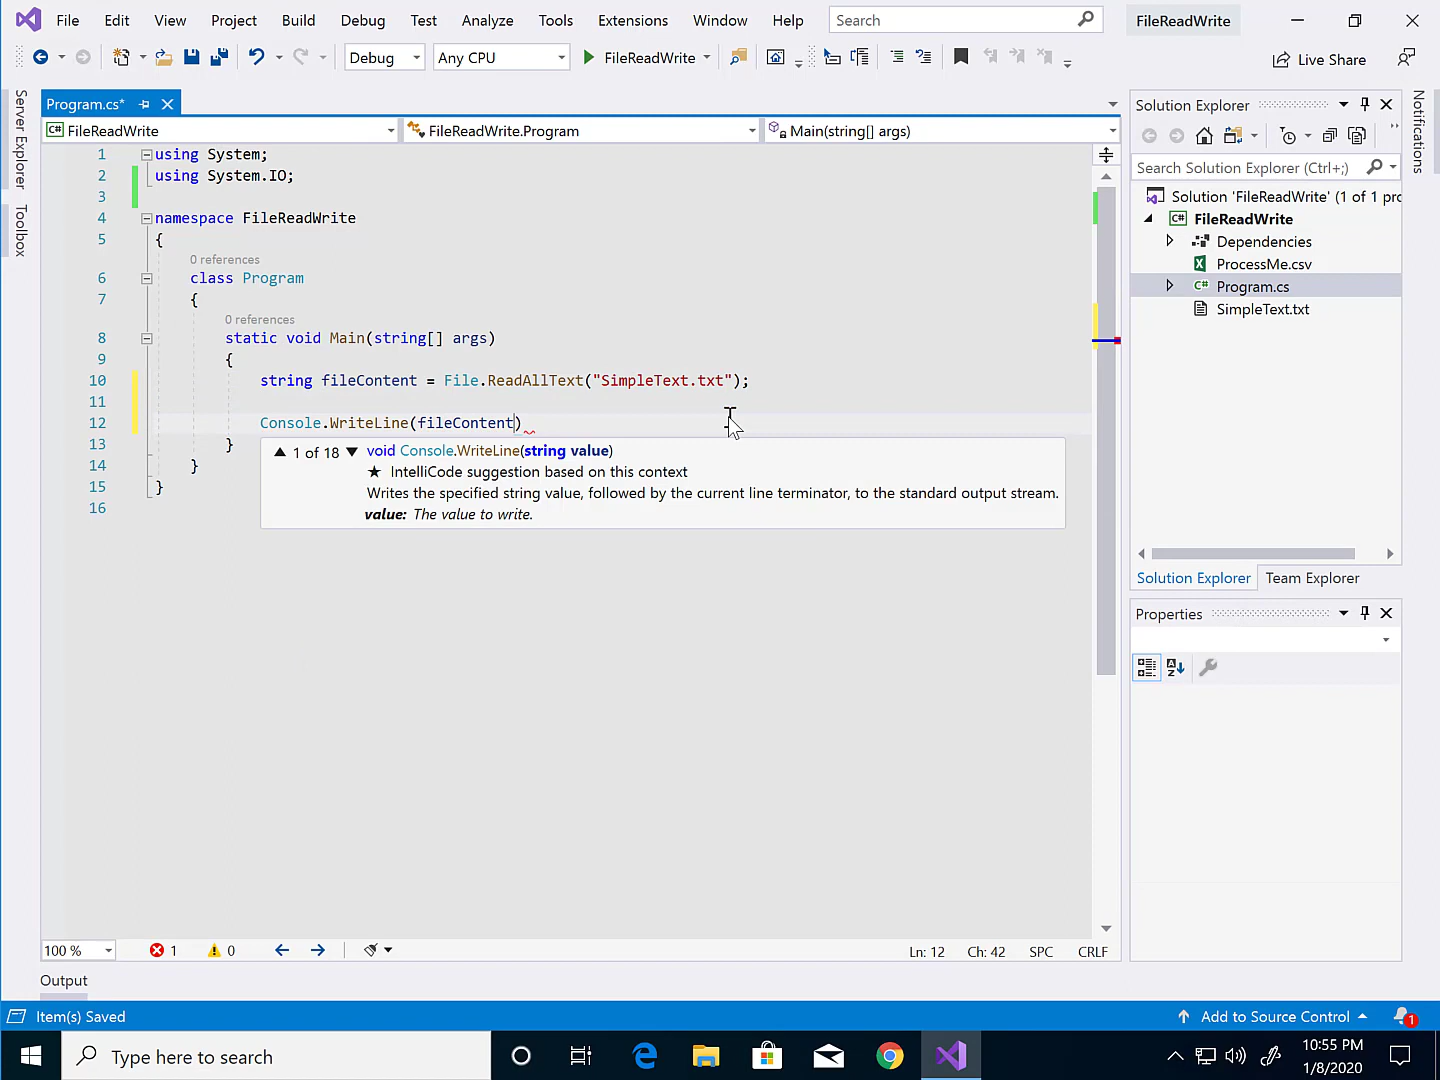 File Edit View Project Build Debug Test Analyze Tools Extensions Window Help Search FileReadWrite
Debug Any CPU FileReadWrite Live Share
Server Explorer
Toolbox
Program.cs*
FileReadWrite FileReadWrite.Program Main(string[] args)
1 using System;
2 using System.IO;
3
4 namespace FileReadWrite
5 {
0 references
6 class Program
7 {
0 references
8 static void Main(string[] args)
9 {
10 string fileContent = File.ReadAllText("SimpleText.txt");
11
12 Console.WriteLine(fileContent)
13 }
14 }
15 }
16
1 of 18 void Console.WriteLine(string value)
★ IntelliCode suggestion based on this context
Writes the specified string value, followed by the current line terminator, to the standard output stream.
value: The value to write.
100 % 1 0 Ln: 12 Ch: 42 SPC CRLF
Solution Explorer
Search Solution Explorer (Ctrl+;)
Solution 'FileReadWrite' (1 of 1 prc
C# FileReadWrite
Dependencies
ProcessMe.csv
C# Program.cs
SimpleText.txt
Solution Explorer Team Explorer
Properties
Notifications
Output
Item(s) Saved Add to Source Control 1
Type here to search
10:55 PM
1/8/2020